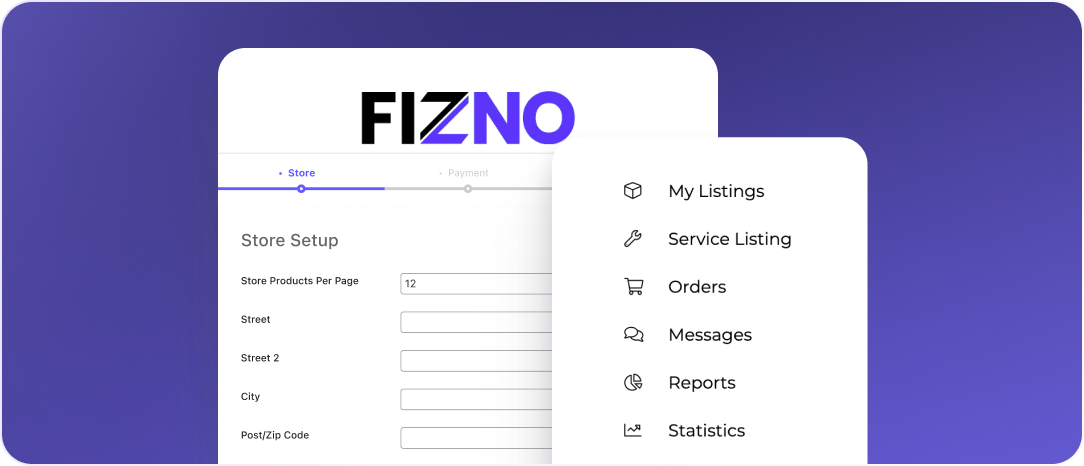 FIZNO
• Store
• Payment
Store Setup
Store Products Per Page
12
Street
Street 2
City
Post/Zip Code
My Listings
Service Listing
Orders
Messages
Reports
Statistics